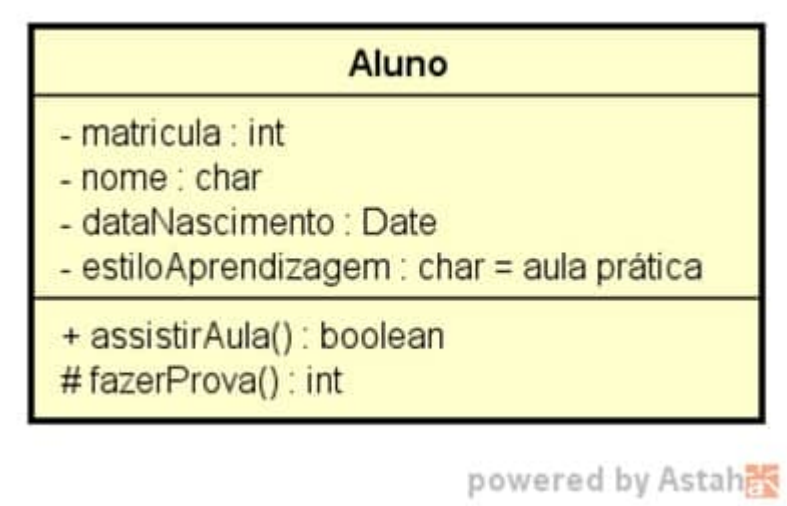 Aluno
- matricula : int
- nome : char
- dataNascimento : Date
- estiloAprendizagem : char = aula prática
+ assistirAula() : boolean
# fazerProva() : int
powered by Astah